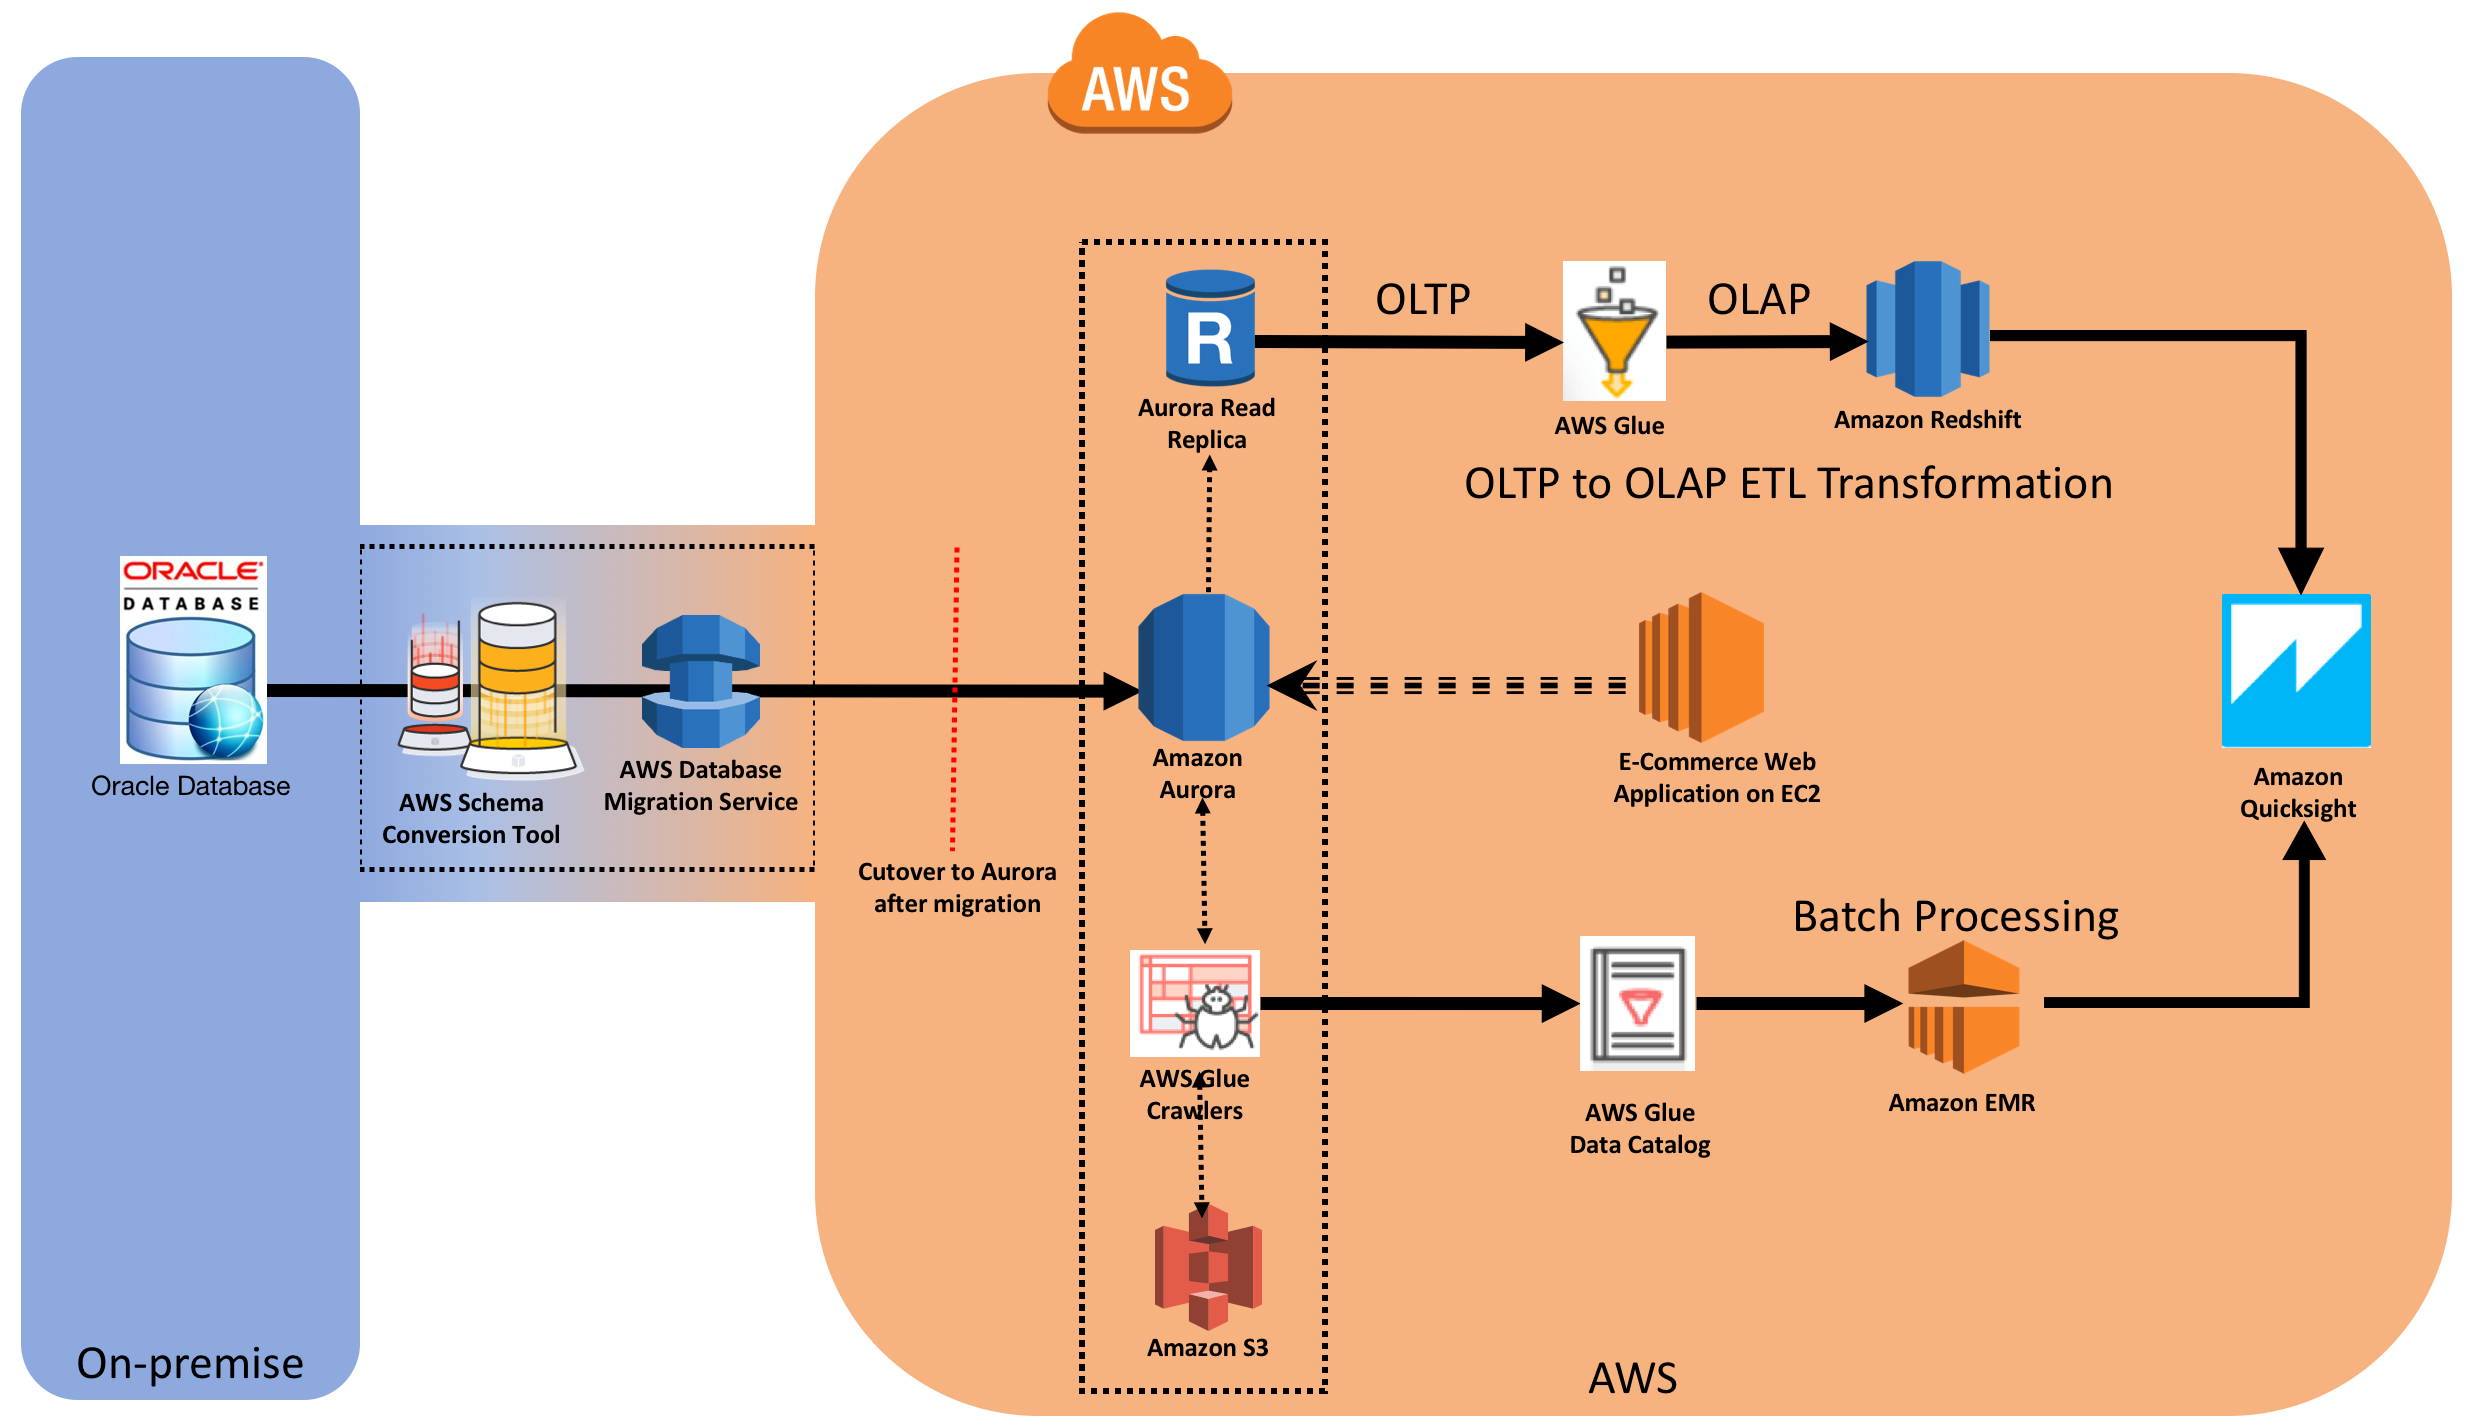 AWS
OLTP
OLAP
R
Aurora Read
Replica
AWS Glue
Amazon Redshift
OLTP to OLAP ETL Transformation
ORACLE
DATABASE
Oracle Database
AWS Schema
Conversion Tool
AWS Database
Migration Service
Cutover to Aurora
after migration
Amazon
Aurora
E-Commerce Web
Application on EC2
Amazon
Quicksight
Batch Processing
AWS Glue
Crawlers
AWS Glue
Data Catalog
Amazon EMR
Amazon S3
On-premise
AWS